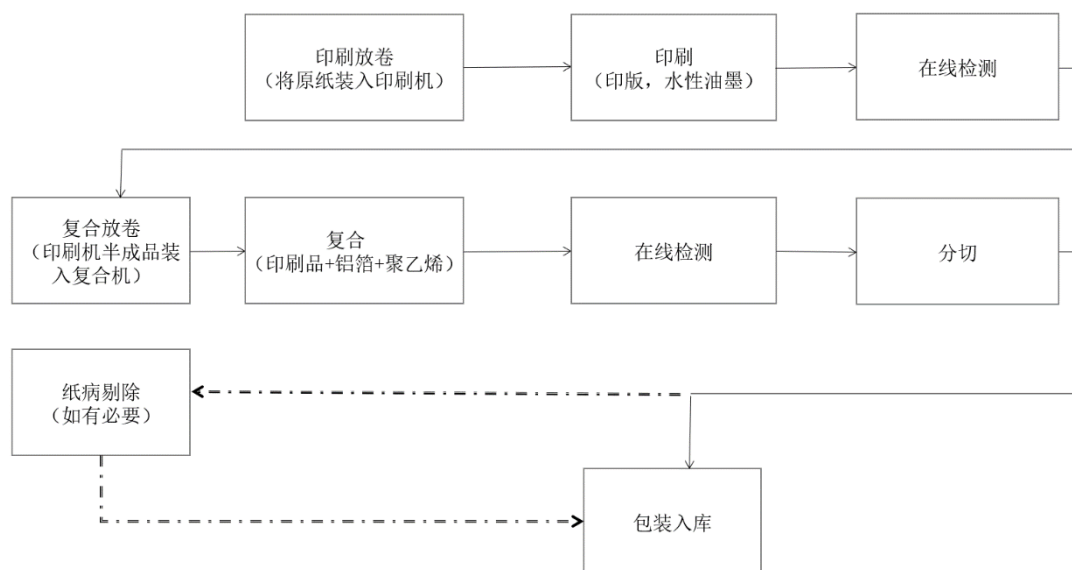 印刷放卷
（将原纸装入印刷机）
印刷
（印版，水性油墨）
在线检测
复合放卷
（印刷机半成品装
入复合机）
复合
（印刷品+铝箔+聚乙烯）
在线检测
分切
纸病剔除
（如有必要）
包装入库